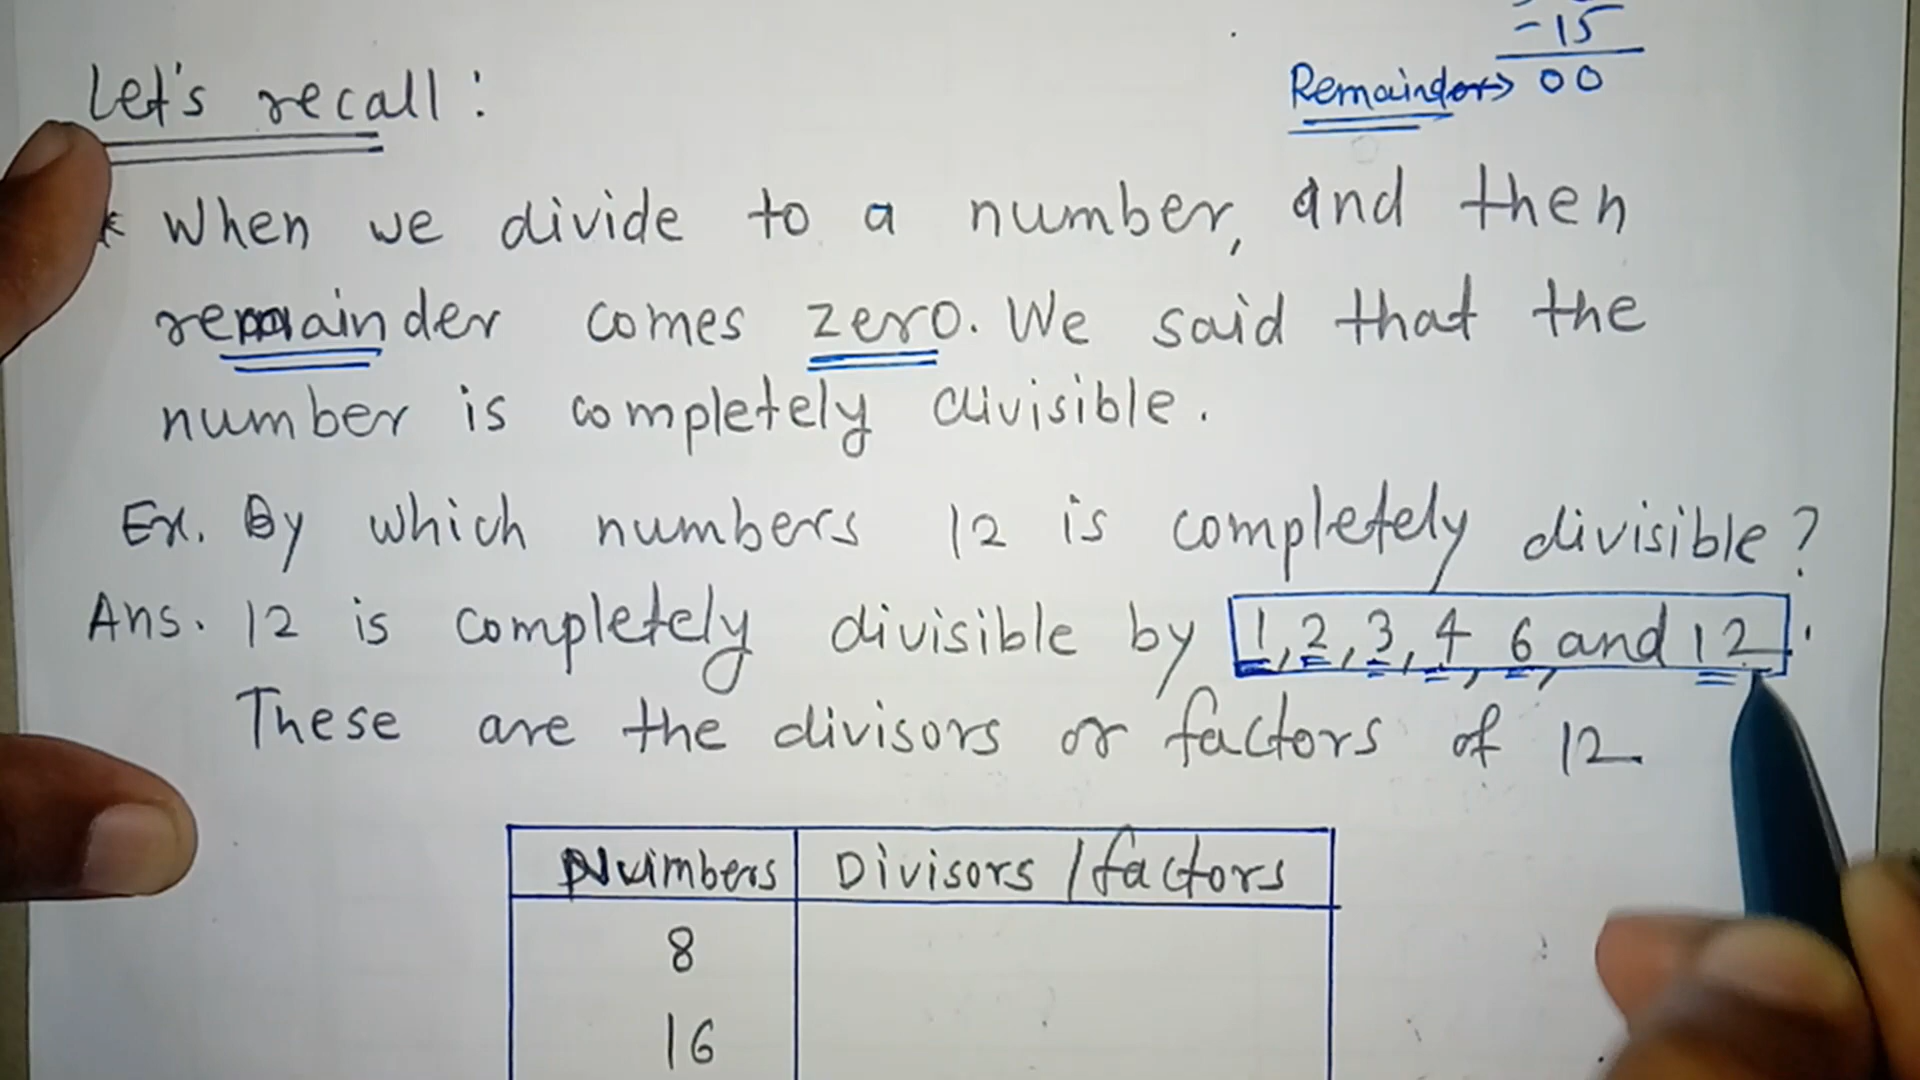 -15
Remainder> 00
Let's recall:
* When we divide to a number, and then
remainder comes zero. We said that the
number is completely divisible.
Ex. By which numbers 12 is completely divisible?
Ans. 12 is completely divisible by 1, 2, 3, 4, 6, and 12.
These are the divisors or factors of 12
Numbers Divisors / factors
8
16